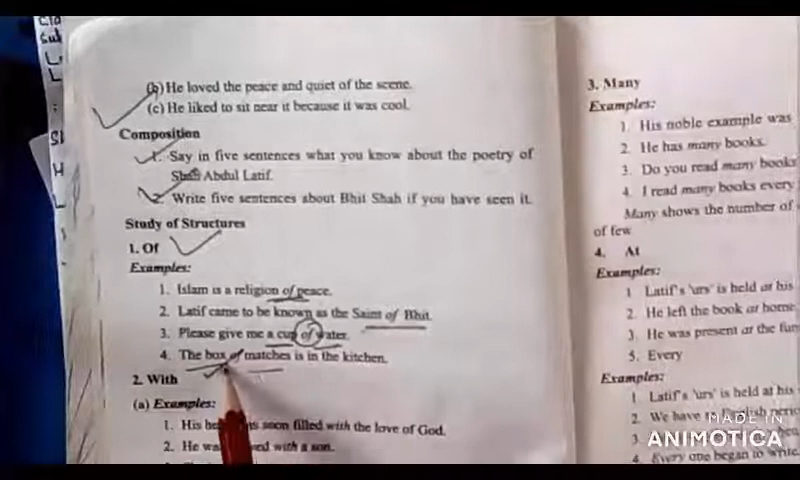 Cla
Sub
(b) He loved the peace and quiet of the scene.
(c) He liked to sit near it because it was cool.
Composition
1. Say in five sentences what you know about the poetry of
Shah Abdul Latif.
2. Write five sentences about Bhit Shah if you have seen it.
Study of Structures
1. Of
Examples:
1. Islam is a religion of peace.
2. Latif came to be known as the Saint of Bhit.
3. Please give me a cup of water.
4. The box of matches is in the kitchen.
2. With
(a) Examples:
1. His soon filled with the love of God.
2. He with a son.
3. Many
Examples:
1. His noble example was
2. He has many books.
3. Do you read many books
4. I read many books every
Many shows the number of
of few
4. At
Examples:
1 Latif's 'urs' is held at his
2. He left the book at home
3. He was present at the fun
5. Every
Examples:
1 Latif's 'urs' is held at his
2. We have
3.
4. Every one began to write
MADE IN
ANIMOTICA